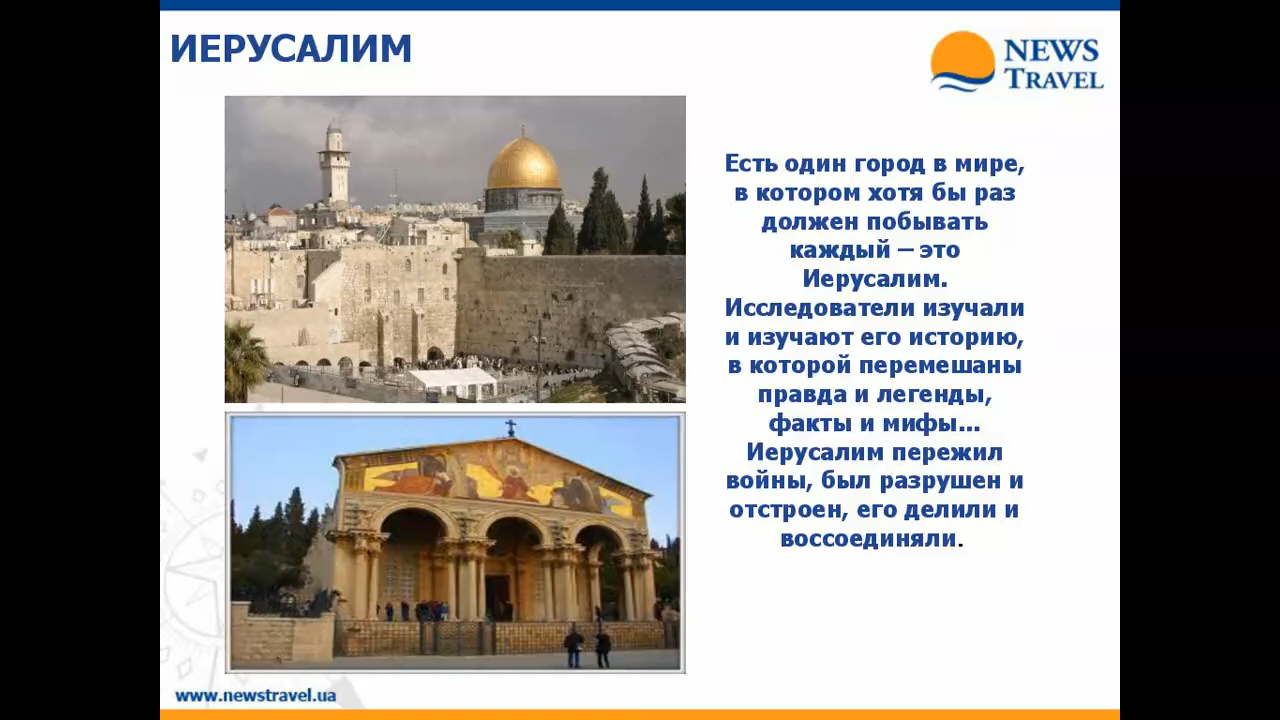 ИЕРУСАЛИМ
NEWS
TRAVEL
Есть один город в мире,
в котором хотя бы раз
должен побывать
каждый – это
Иерусалим.
Исследователи изучали
и изучают его историю,
в которой перемешаны
правда и легенды,
факты и мифы...
Иерусалим пережил
войны, был разрушен и
отстроен, его делили и
воссоединяли.
www.newstravel.ua